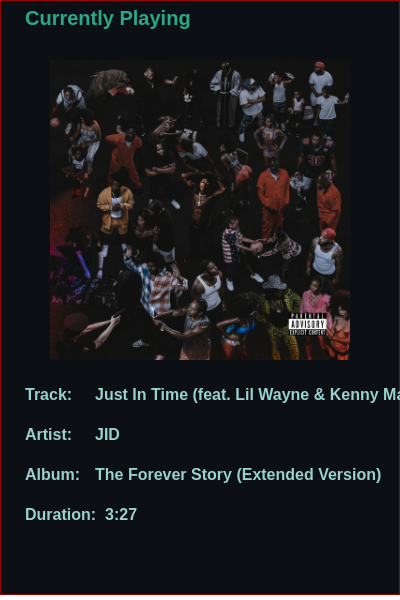 Currently Playing
PARENTAL
ADVISORY
EXPLICIT CONTENT
Track: Just In Time (feat. Lil Wayne & Kenny Ma
Artist: JID
Album: The Forever Story (Extended Version)
Duration: 3:27